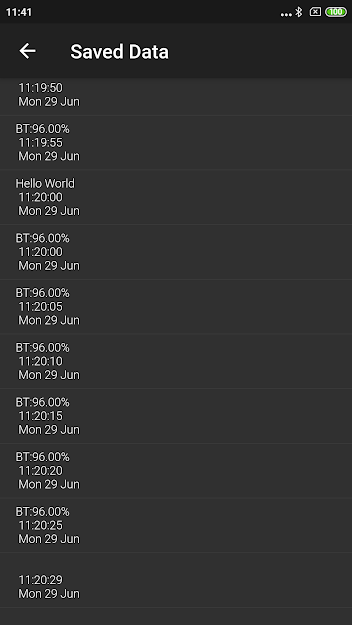 11:41
100
Saved Data
11:19:50
Mon 29 Jun
BT:96.00%
11:19:55
Mon 29 Jun
Hello World
11:20:00
Mon 29 Jun
BT:96.00%
11:20:00
Mon 29 Jun
BT:96.00%
11:20:05
Mon 29 Jun
BT:96.00%
11:20:10
Mon 29 Jun
BT:96.00%
11:20:15
Mon 29 Jun
BT:96.00%
11:20:20
Mon 29 Jun
BT:96.00%
11:20:25
Mon 29 Jun
11:20:29
Mon 29 Jun